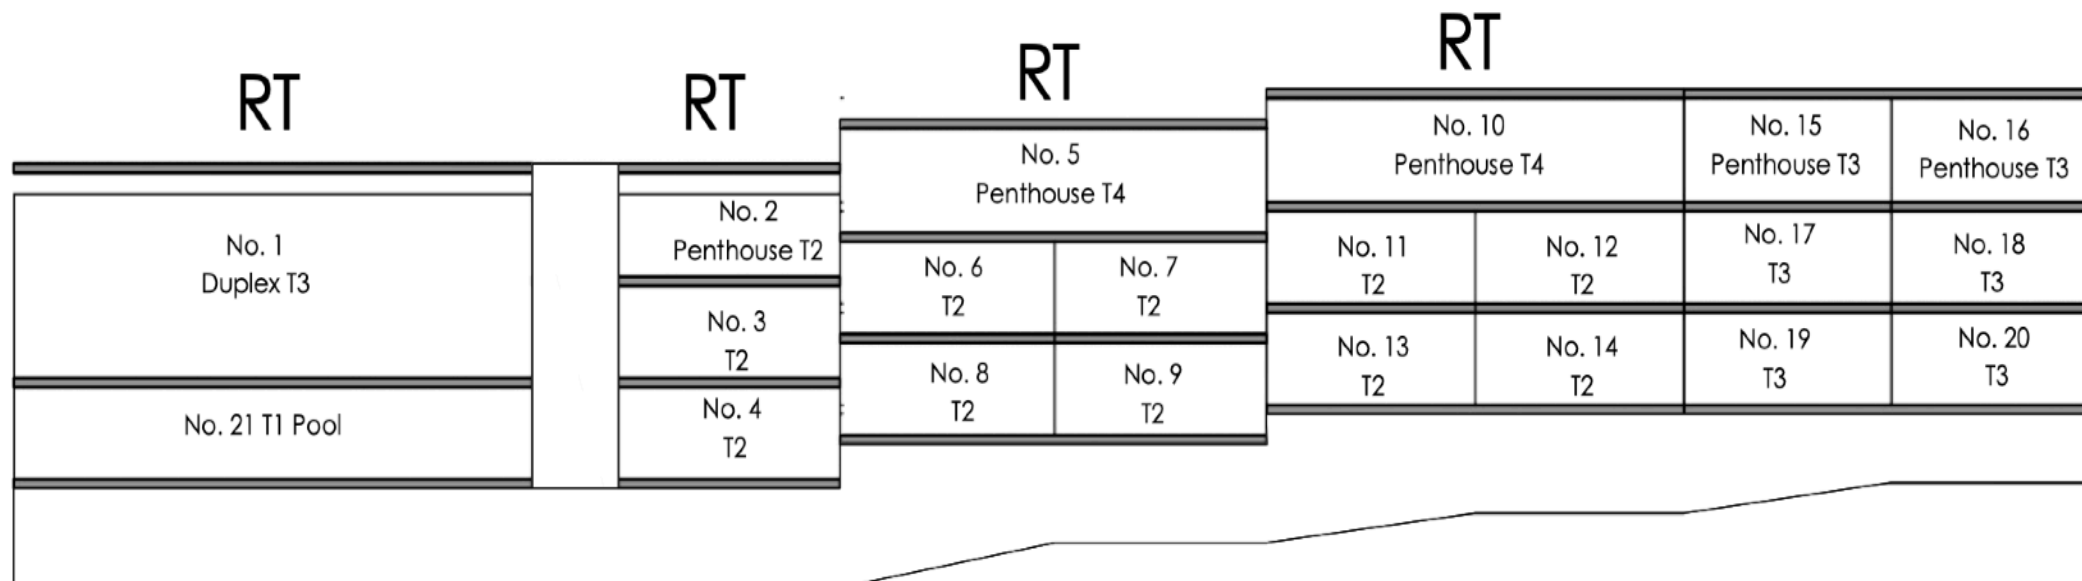 RT
RT
RT
RT
No. 1
Duplex T3
No. 21 T1 Pool
No. 2
Penthouse T2
No. 3
T2
No. 4
T2
No. 5
Penthouse T4
No. 6
T2
No. 7
T2
No. 8
T2
No. 9
T2
No. 10
Penthouse T4
No. 11
T2
No. 12
T2
No. 13
T2
No. 14
T2
No. 15
Penthouse T3
No. 16
Penthouse T3
No. 17
T3
No. 18
T3
No. 19
T3
No. 20
T3